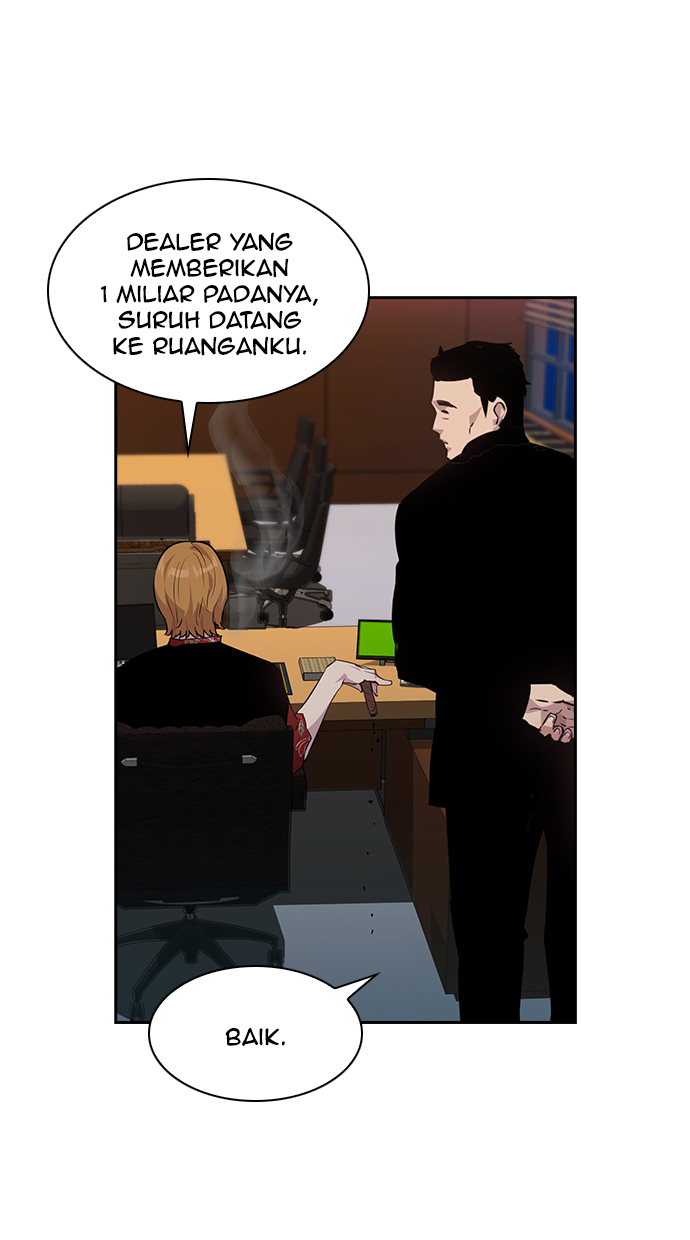 DEALER YANG
MEMBERIKAN
1 MILIAR PADANYA,
SURUH DATANG
KE RUANGANKU.
BAIK.